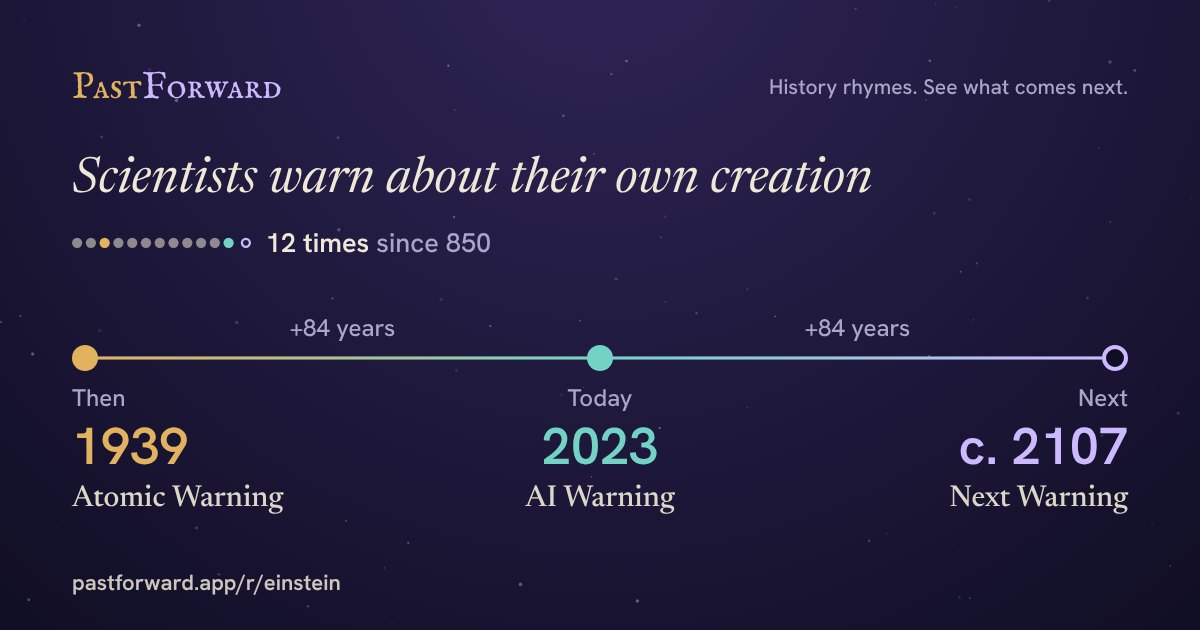 PastForward
History rhymes. See what comes next.
Scientists warn about their own creation
12 times since 850
+84 years
+84 years
Then
Today
Next
1939
2023
c. 2107
Atomic Warning
AI Warning
Next Warning
pastforward.app/r/einstein